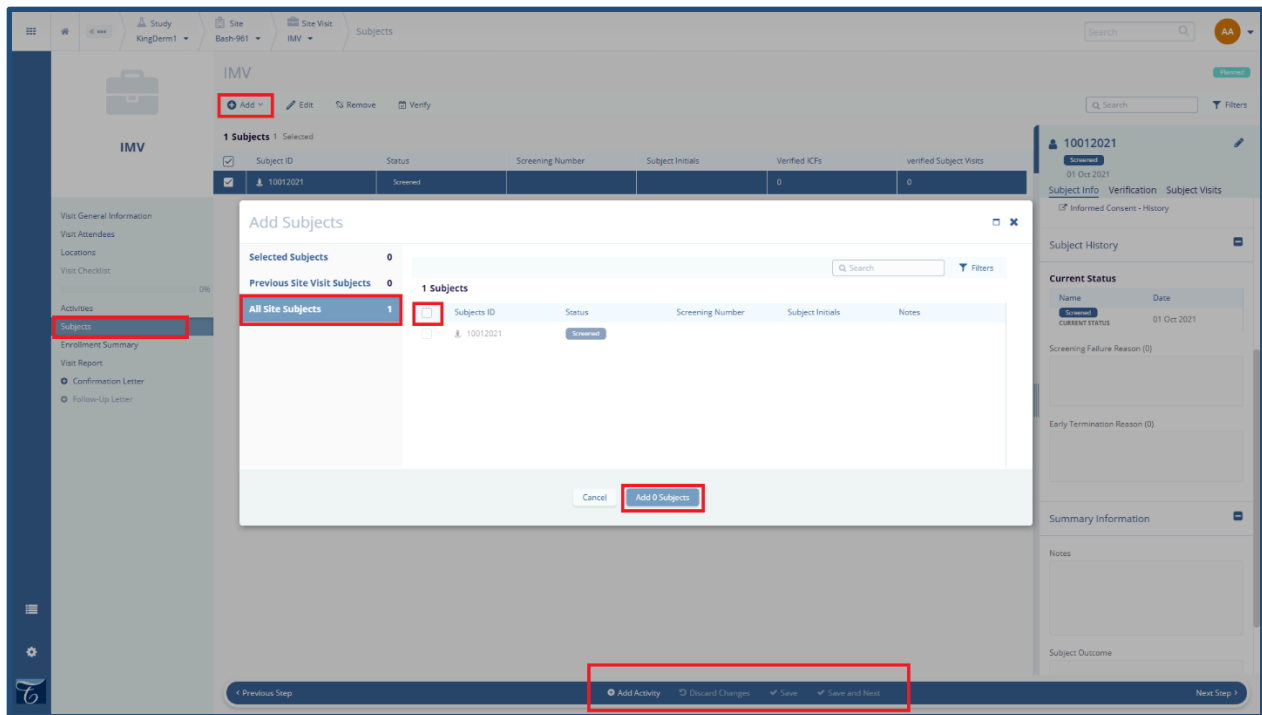 Study
KingDerm1
Site
Bash-961
Site Visit
IMV
Subjects
Search
AA
IMV
Planned
Add
Edit
Remove
Verify
Search
Filters
IMV
1 Subjects 1 Selected
Subject ID Status Screening Number Subject Initials Verified ICFs verified Subject Visits
10012021 Screened 0 0
Visit General Information
Visit Attendees
Locations
Visit Checklist
0%
Activities
Subjects
Enrollment Summary
Visit Report
Confirmation Letter
Follow-Up Letter
Add Subjects
Selected Subjects 0
Previous Site Visit Subjects 0
All Site Subjects 1
Search
Filters
1 Subjects
Subjects ID Status Screening Number Subject Initials Notes
10012021 Screened
Cancel
Add 0 Subjects
10012021
Screened
01 Oct 2021
Subject Info Verification Subject Visits
Informed Consent - History
Subject History
Current Status
Name Date
Screened 01 Oct 2021
CURRENT STATUS
Screening Failure Reason (0)
Early Termination Reason (0)
Summary Information
Notes
Subject Outcome
< Previous Step
Add Activity Discard Changes Save Save and Next
Next Step >